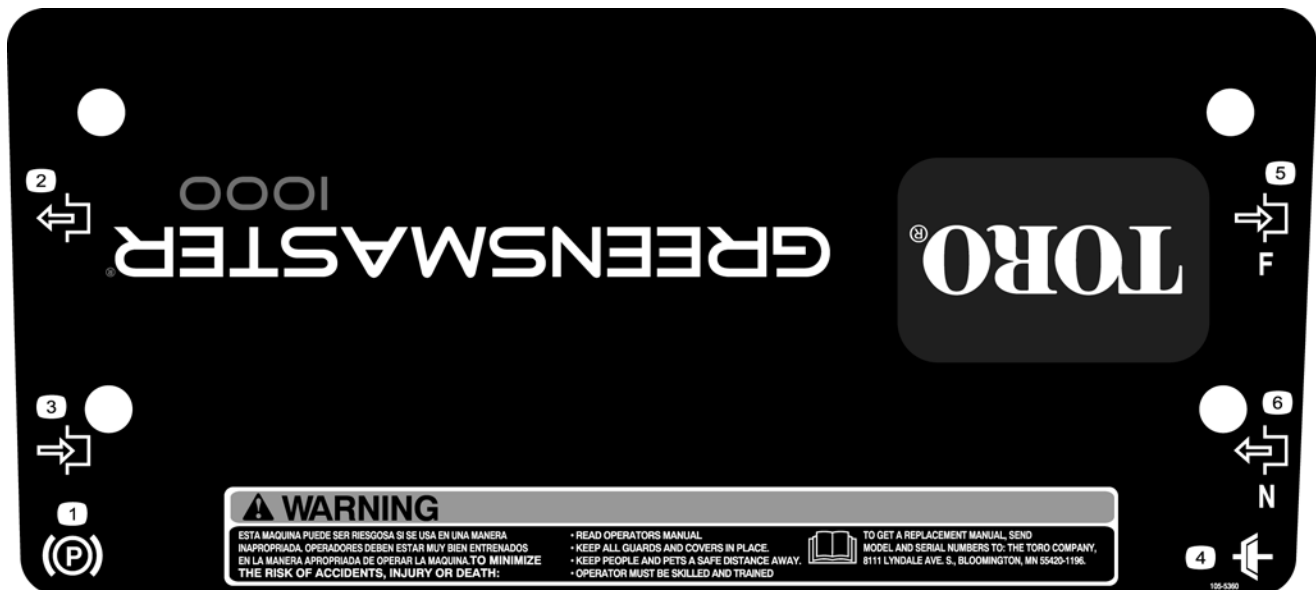 2
5
1000
GREENSMASTER®
TORO®
F
3
6
N
1
P
4
WARNING
ESTA MAQUINA PUEDE SER RIESGOSA SI SE USA EN UNA MANERA
INAPROPRIADA. OPERADORES DEBEN ESTAR MUY BIEN ENTRENADOS
EN LA MANERA APROPRIADA DE OPERAR LA MAQUINA.TO MINIMIZE
THE RISK OF ACCIDENTS, INJURY OR DEATH:
• READ OPERATORS MANUAL
• KEEP ALL GUARDS AND COVERS IN PLACE.
• KEEP PEOPLE AND PETS A SAFE DISTANCE AWAY.
• OPERATOR MUST BE SKILLED AND TRAINED
TO GET A REPLACEMENT MANUAL, SEND
MODEL AND SERIAL NUMBERS TO: THE TORO COMPANY,
8111 LYNDALE AVE. S., BLOOMINGTON, MN 55420-1196.
105-5360